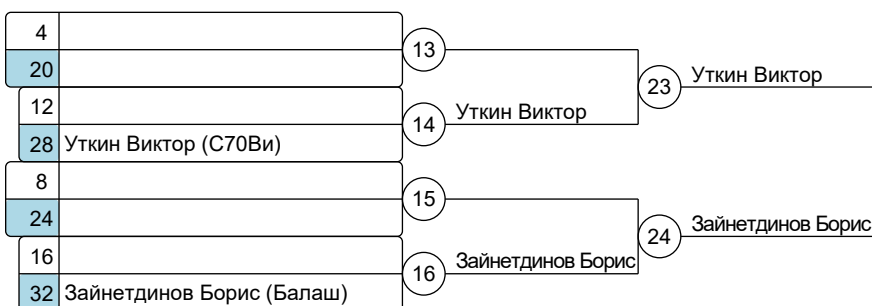 4
13
20
23 Уткин Виктор
12
14 Уткин Виктор
28 Уткин Виктор (С70Ви)
8
15
24
24 Зайнетдинов Борис
16
16 Зайнетдинов Борис
32 Зайнетдинов Борис (Балаш)